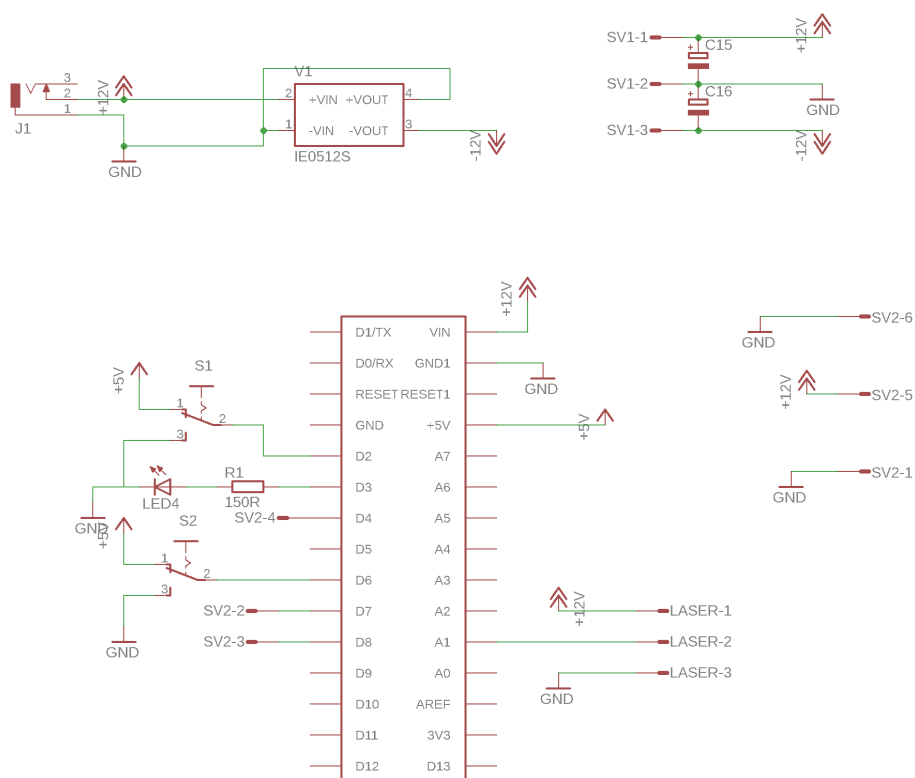 SV1-1
+12V
C15
SV1-2
C16
GND
SV1-3
-12V
3
2
1
J1
+12V
GND
V1
2
+VIN
+VOUT
4
1
-VIN
-VOUT
3
IE0512S
-12V
+12V
D1/TX
VIN
D0/RX
GND1
RESET
RESET1
GND
+5V
D2
A7
D3
A6
D4
A5
D5
A4
D6
A3
D7
A2
D8
A1
D9
A0
D10
AREF
D11
3V3
D12
D13
GND
+5V
S1
+5V
1
2
3
LED4
R1
150R
GND
SV2-4
S2
+5V
1
2
3
GND
SV2-2
SV2-3
+12V
LASER-1
LASER-2
LASER-3
GND
SV2-6
GND
+12V
SV2-5
SV2-1
GND